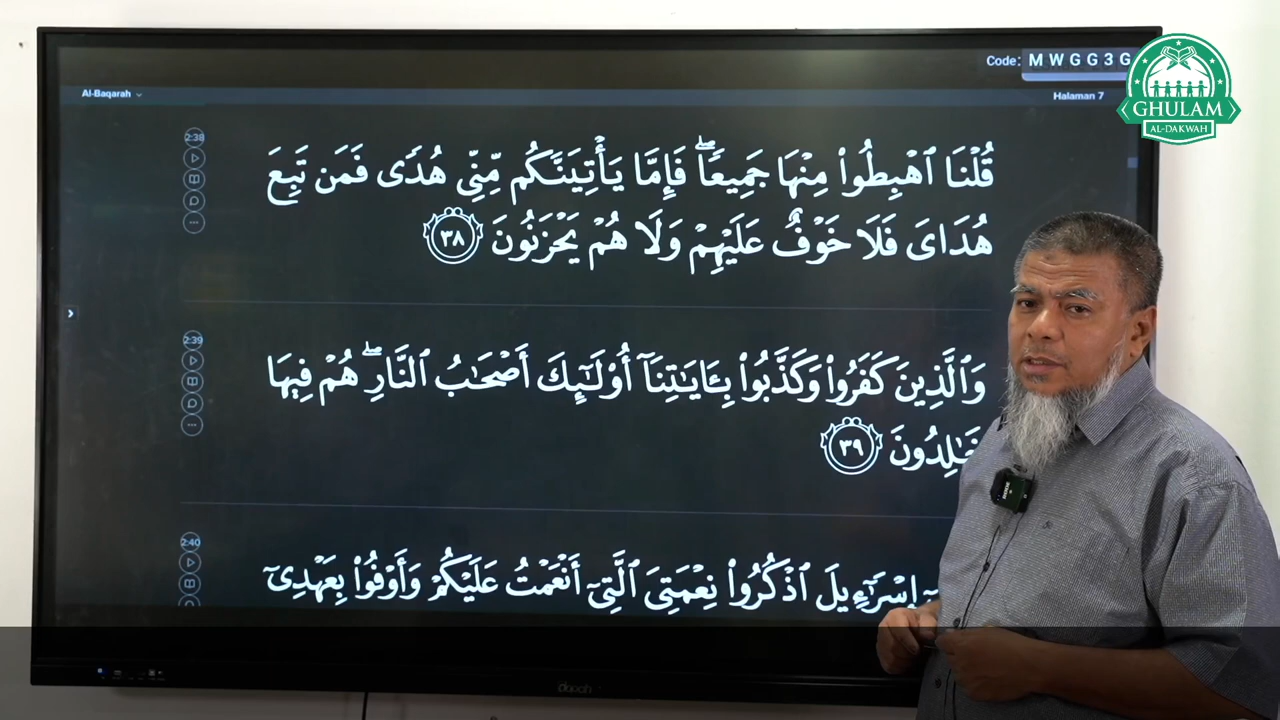 Code: M W G G 3 G
Al-Baqarah
Halaman 7
GHULAM
AL-DAKWAH
2:38
قُلْنَا ٱهْبِطُوا۟ مِنْهَا جَمِيعًۭا ۖ فَإِمَّا يَأْتِيَنَّكُم مِّنِّى هُدًۭى فَمَن تَبِعَ
هُدَاىَ فَلَا خَوْفٌ عَلَيْهِمْ وَلَا هُمْ يَحْزَنُونَ ٣٨
2:39
وَٱلَّذِينَ كَفَرُوا۟ وَكَذَّبُوا۟ بِـَٔايَـٰتِنَآ أُو۟لَـٰٓئِكَ أَصْحَـٰبُ ٱلنَّارِ ۖ هُمْ فِيهَا
خَـٰلِدُونَ ٣٩
2:40
إِسْرَٰٓءِيلَ ٱذْكُرُوا۟ نِعْمَتِىَ ٱلَّتِىٓ أَنْعَمْتُ عَلَيْكُمْ وَأَوْفُوا۟ بِعَهْدِىٓ